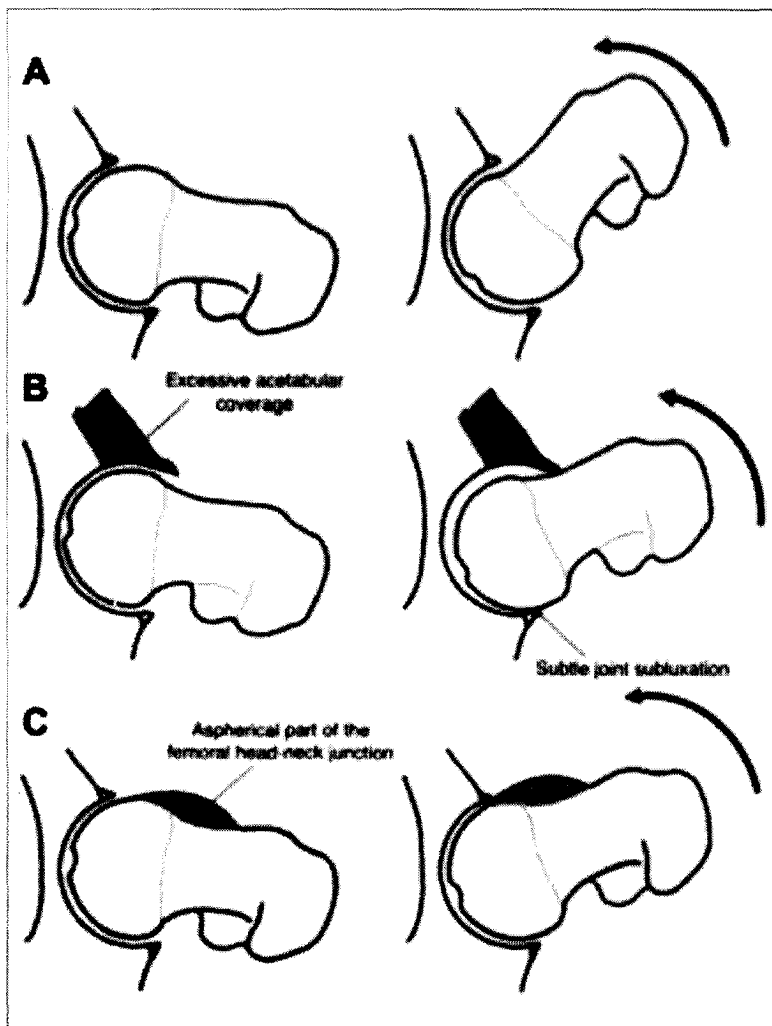 A
B
Excessive acetabular
coverage
Subtle joint subluxation
C
Aspherical part of the
femoral head-neck junction